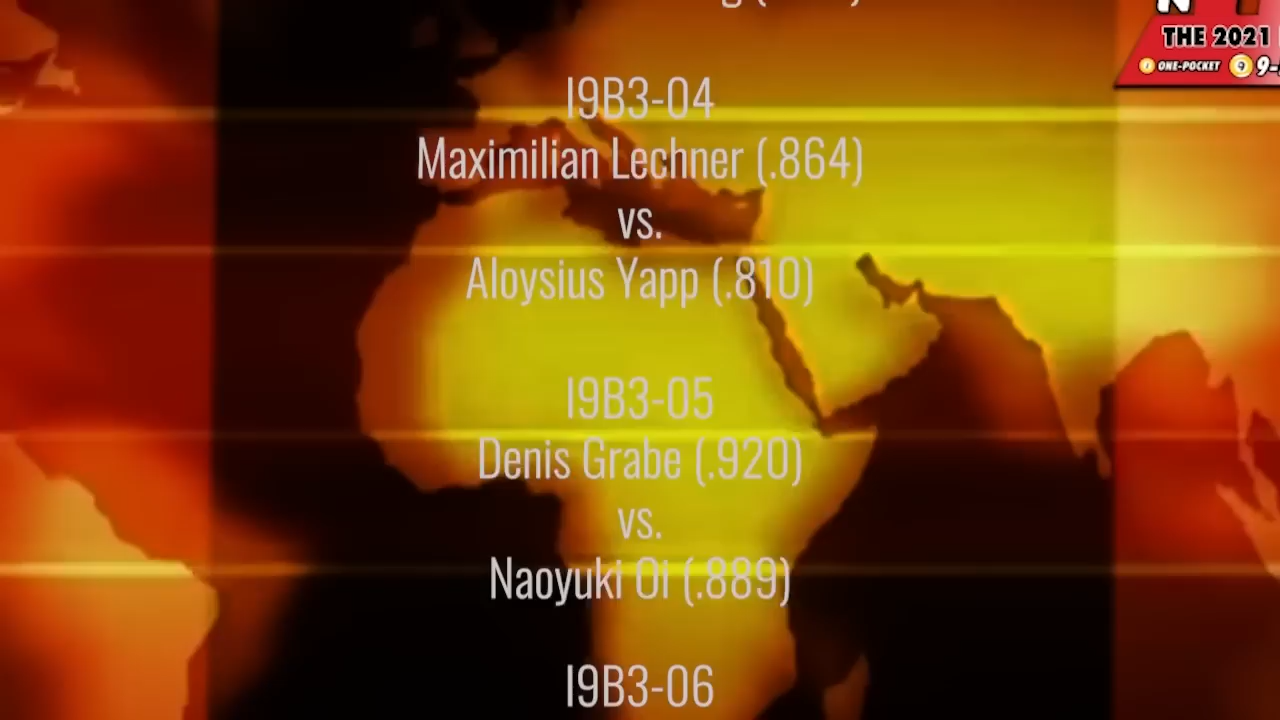 THE 2021
ONE-POCKET 9-
I9B3-04
Maximilian Lechner (.864)
vs.
Aloysius Yapp (.810)
I9B3-05
Denis Grabe (.920)
vs.
Naoyuki Oi (.889)
I9B3-06